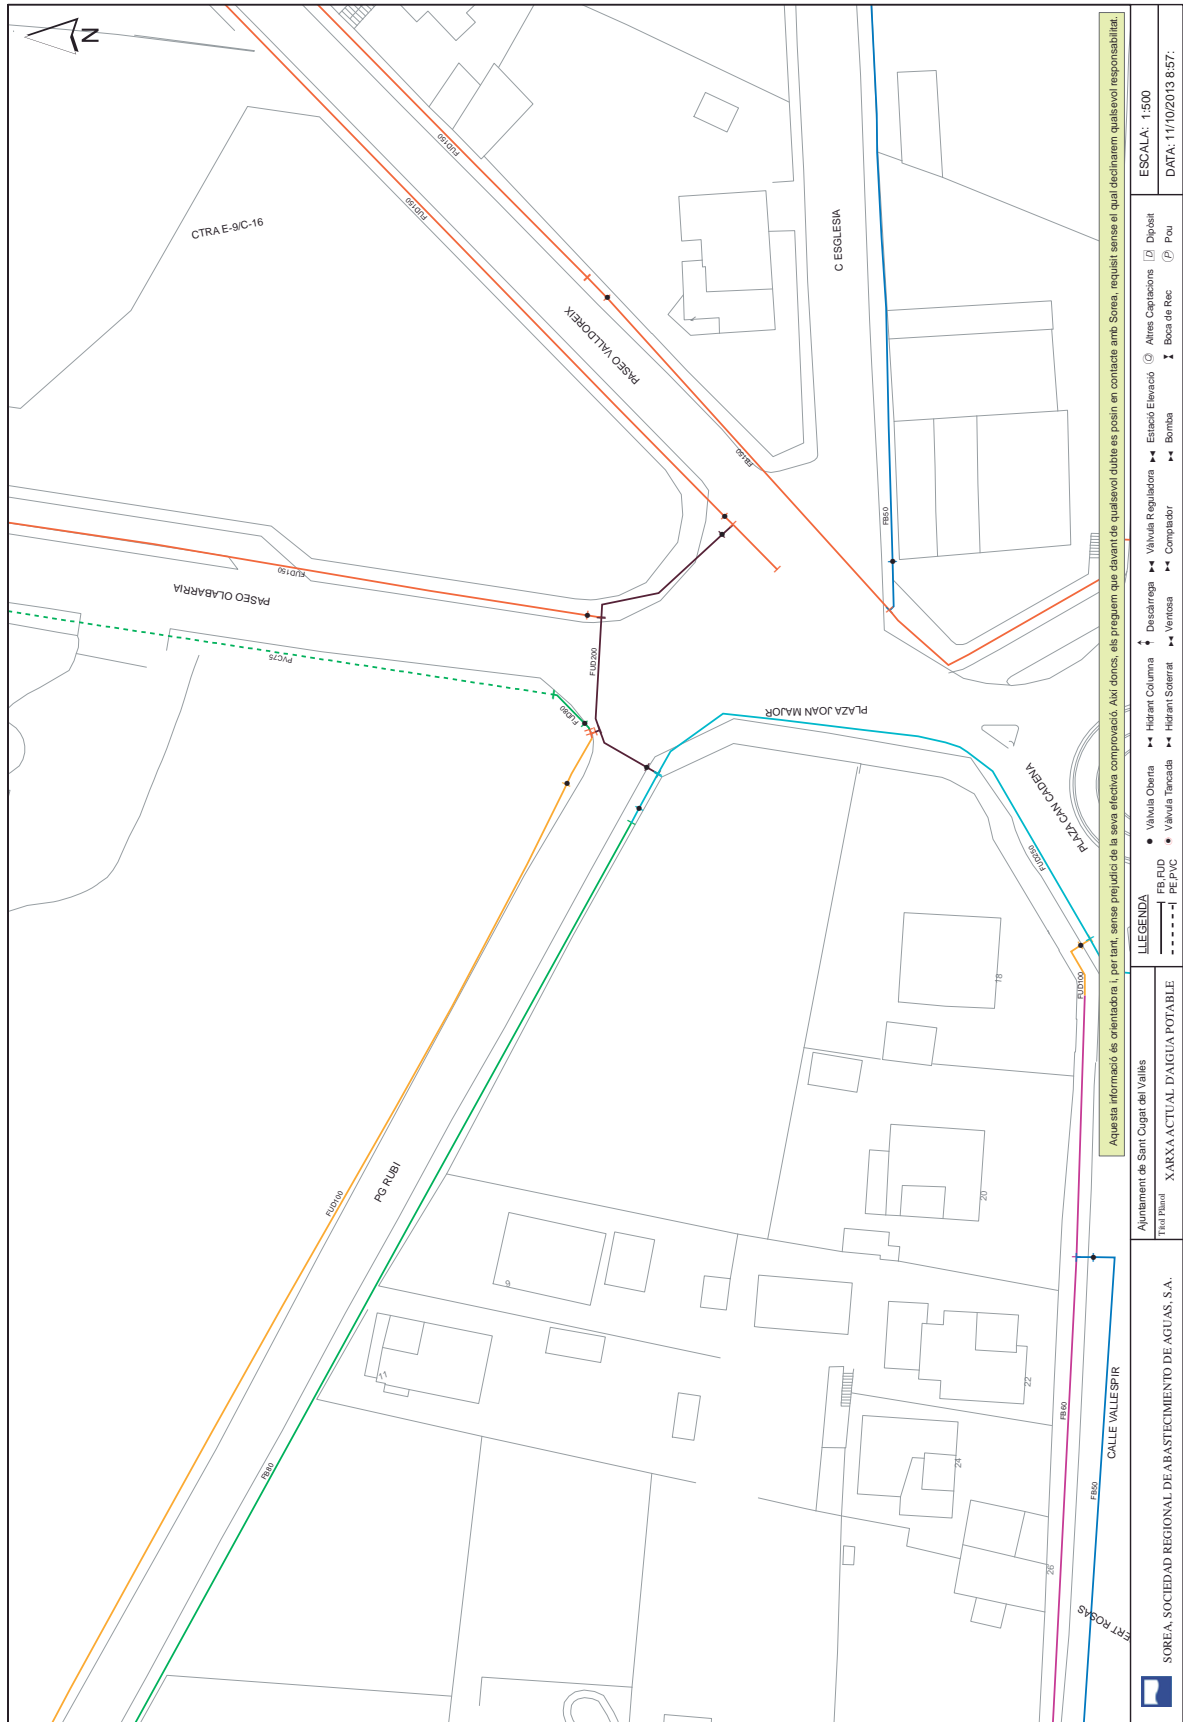 N
CTRA E-9/C-16
FUD150
FUD150
PASEO VALLDOREIX
C ESGLESIA
FB150
FB50
PASEO OLABARRIA
FUD150
PVC75
FUD80
FUD200
PLAZA JOAN MAJOR
PLAZA CAN CADENA
FUD250
FUD100
PG RUBI
FUD100
FB80
18
20
9
11
22
24
26
FB60
FB50
CALLE VALLESPIR
ERT ROSAS
Aquesta informació és orientadora i, per tant, sense prejudici de la seva efectiva comprovació. Així doncs, els preguem que davant de qualsevol dubte es posin en contacte amb Sorea, requisit sense el qual declinarem qualsevol responsabilitat.
SOREA, SOCIEDAD REGIONAL DE ABASTECIMIENTO DE AGUAS, S.A.
Ajuntament de Sant Cugat del Vallès
Títol Plànol
XARXA ACTUAL D'AIGUA POTABLE
LLEGENDA
FB,FUD
PE,PVC
Vàlvula Oberta
Vàlvula Tancada
Hidrant Columna
Hidrant Soterrat
Descàrrega
Ventosa
Vàlvula Reguladora
Comptador
Estació Elevació
Bomba
Altres Captacions
Boca de Rec
D Dipòsit
P Pou
ESCALA: 1:500
DATA: 11/10/2013 8:57: